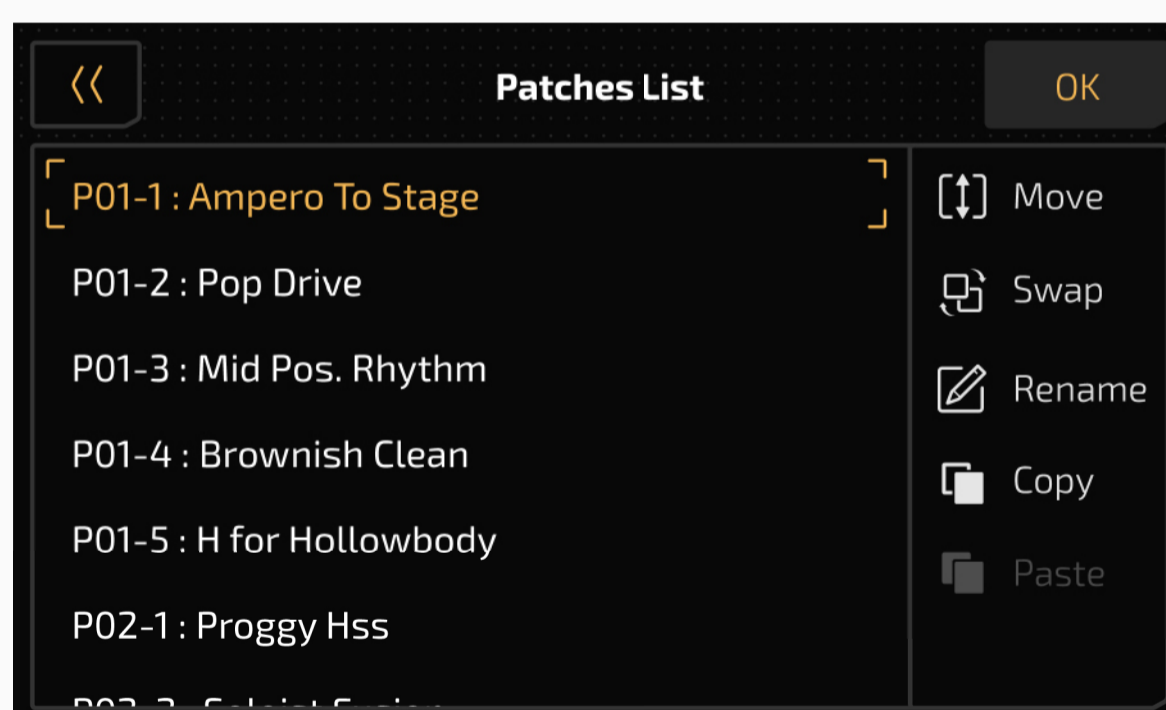 Patches List
OK
P01-1 : Ampero To Stage
P01-2 : Pop Drive
P01-3 : Mid Pos. Rhythm
P01-4 : Brownish Clean
P01-5 : H for Hollowbody
P02-1 : Proggy Hss
Move
Swap
Rename
Copy
Paste